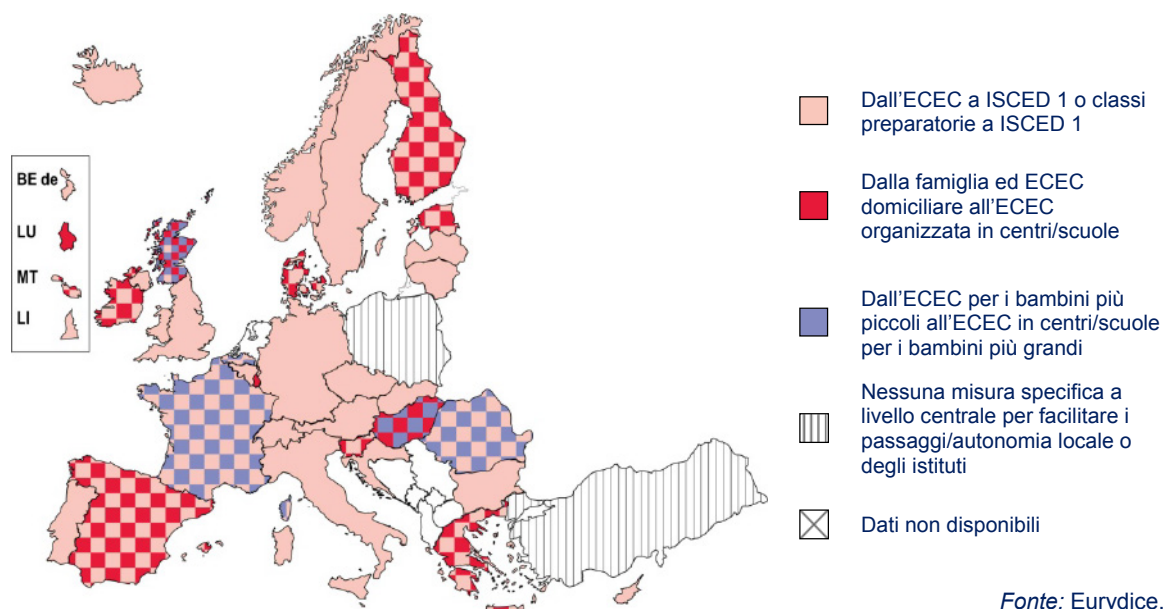 BE de
LU
MT
LI
Dall'ECEC a ISCED 1 o classi
preparatorie a ISCED 1
Dalla famiglia ed ECEC
domiciliare all'ECEC
organizzata in centri/scuole
Dall'ECEC per i bambini più
piccoli all'ECEC in centri/scuole
per i bambini più grandi
Nessuna misura specifica a
livello centrale per facilitare i
passaggi/autonomia locale o
degli istituti
Dati non disponibili
Fonte: Eurydice.